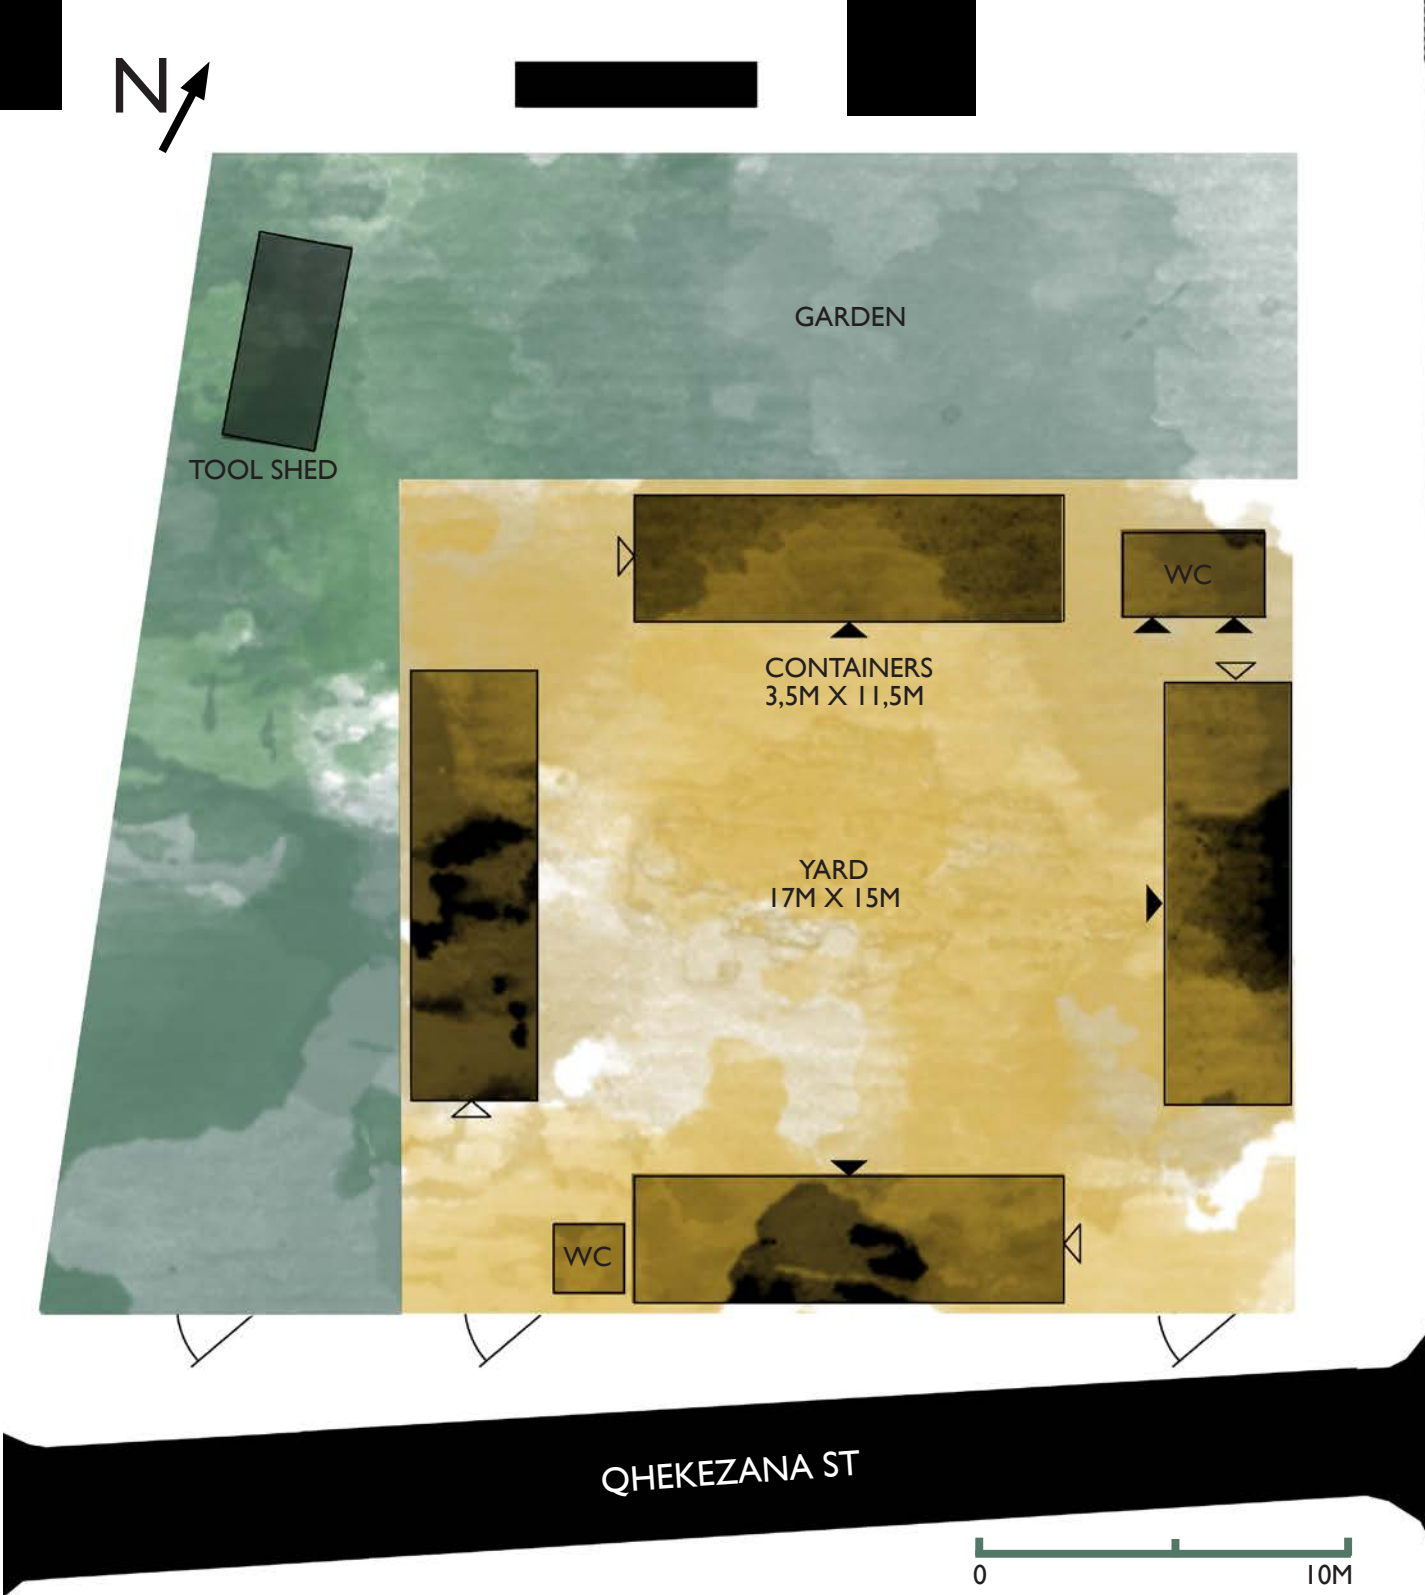 N
GARDEN
TOOL SHED
WC
CONTAINERS
3,5M X 11,5M
YARD
17M X 15M
WC
QHEKEZANA ST
0 10M